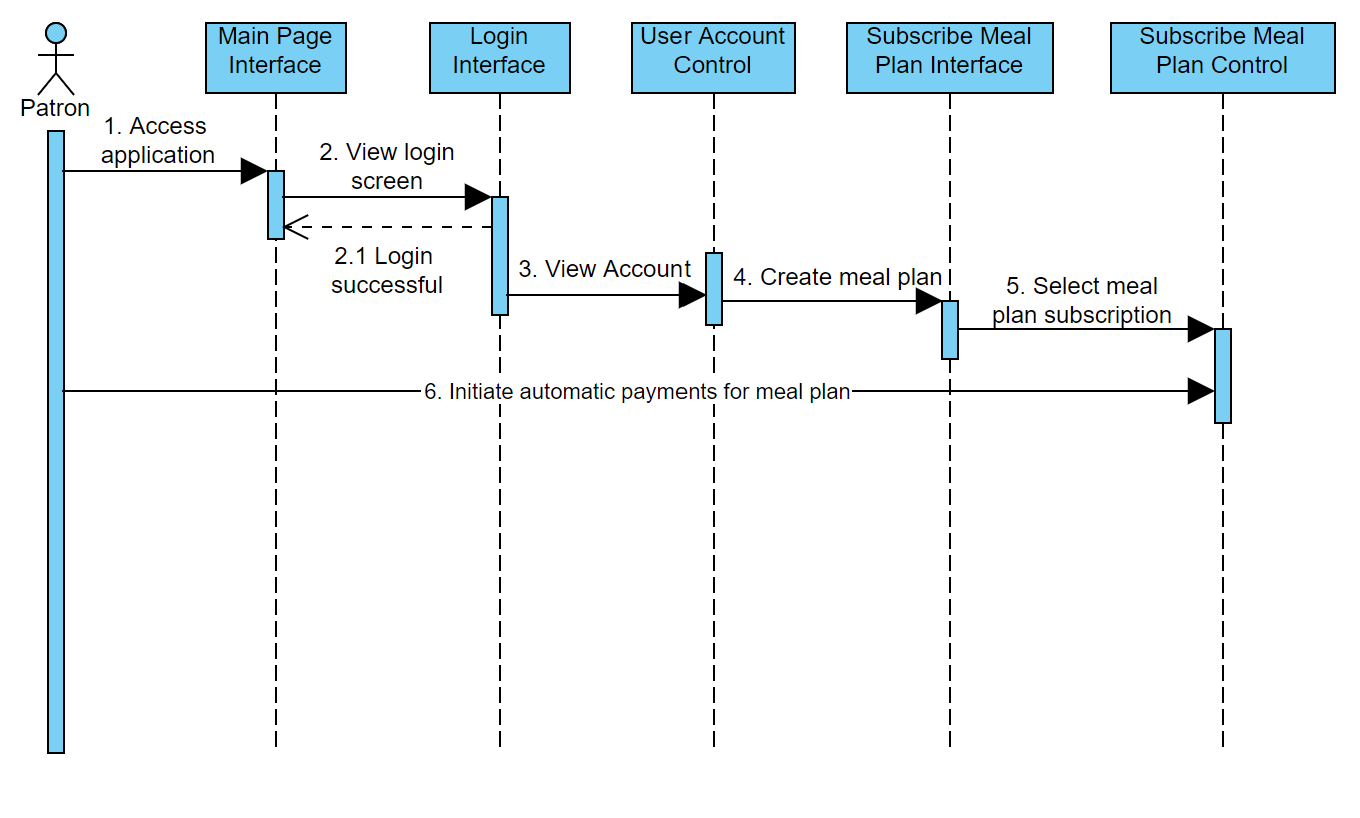 Patron
Main Page
Interface
Login
Interface
User Account
Control
Subscribe Meal
Plan Interface
Subscribe Meal
Plan Control
1. Access
application
2. View login
screen
2.1 Login
successful
3. View Account
4. Create meal plan
5. Select meal
plan subscription
6. Initiate automatic payments for meal plan